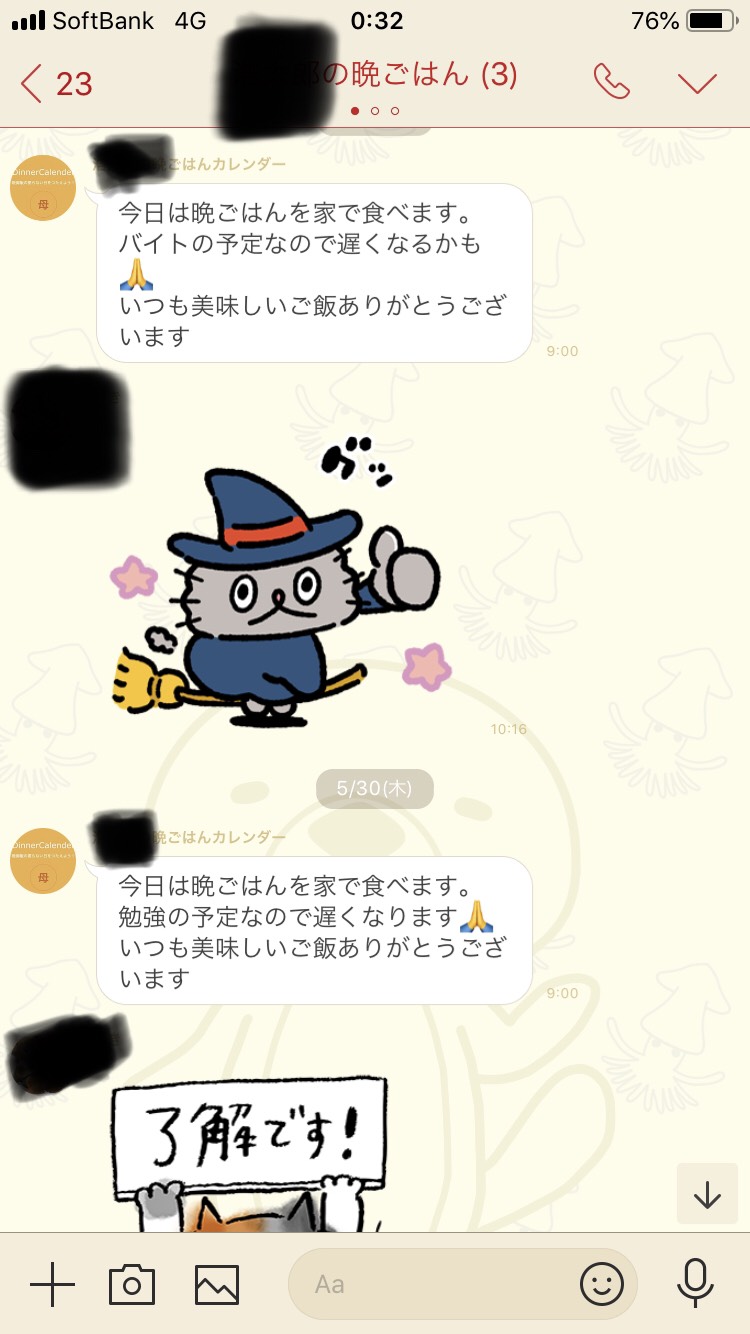 SoftBank 4G 0:32 76%
23
の晩ごはん (3)
晩ごはんカレンダー
DinnerCalender
母
今日は晩ごはんを家で食べます。
バイトの予定なので遅くなるかも
🙏
いつも美味しいご飯ありがとうござ
います
9:00
グッ
10:16
5/30(木)
晩ごはんカレンダー
DinnerCalender
母
今日は晩ごはんを家で食べます。
勉強の予定なので遅くなります🙏
いつも美味しいご飯ありがとうござ
います
9:00
了解です!
Aa